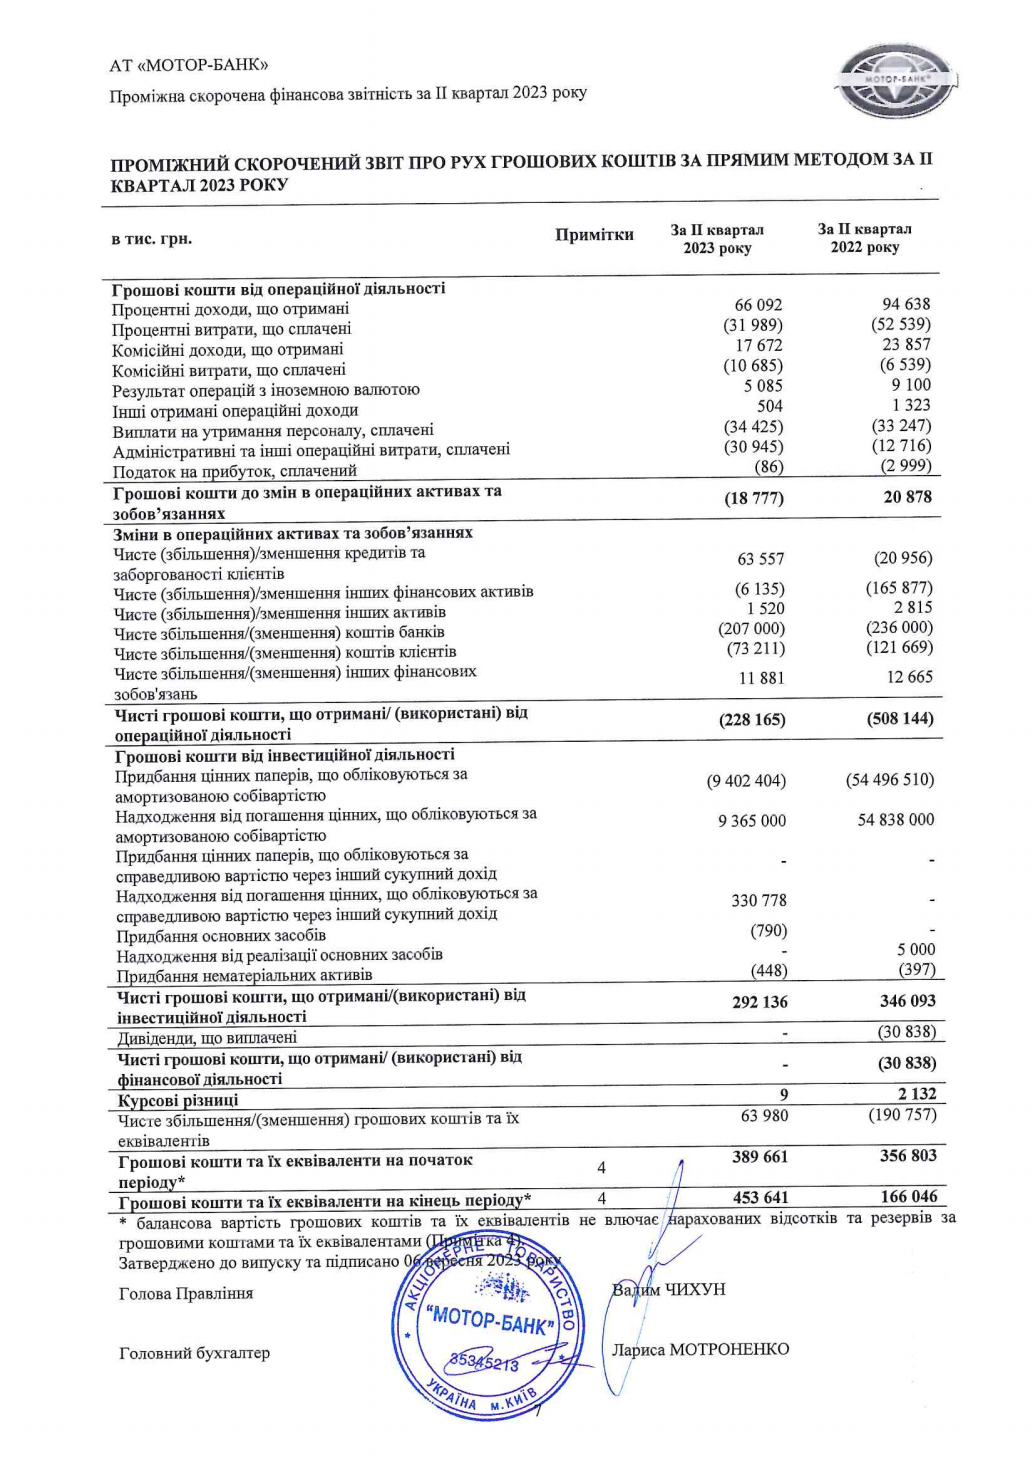 АТ «МОТОР-БАНК»
МОТОР-БАНК®
Проміжна скорочена фінансова звітність за II квартал 2023 року
ПРОМІЖНИЙ СКОРОЧЕНИЙ ЗВІТ ПРО РУХ ГРОШОВИХ КОШТІВ ЗА ПРЯМИМ МЕТОДОМ ЗА II
КВАРТАЛ 2023 РОКУ
в тис. грн. Примітки За II квартал 2023 року За II квартал 2022 року
Грошові кошти від операційної діяльності
Процентні доходи, що отримані 66 092 94 638
Процентні витрати, що сплачені (31 989) (52 539)
Комісійні доходи, що отримані 17 672 23 857
Комісійні витрати, що сплачені (10 685) (6 539)
Результат операцій з іноземною валютою 5 085 9 100
Інші отримані операційні доходи 504 1 323
Виплати на утримання персоналу, сплачені (34 425) (33 247)
Адміністративні та інші операційні витрати, сплачені (30 945) (12 716)
Податок на прибуток, сплачений (86) (2 999)
Грошові кошти до змін в операційних активах та
зобов’язаннях (18 777) 20 878
Зміни в операційних активах та зобов’язаннях
Чисте (збільшення)/зменшення кредитів та
заборгованості клієнтів 63 557 (20 956)
Чисте (збільшення)/зменшення інших фінансових активів (6 135) (165 877)
Чисте (збільшення)/зменшення інших активів 1 520 2 815
Чисте збільшення/(зменшення) коштів банків (207 000) (236 000)
Чисте збільшення/(зменшення) коштів клієнтів (73 211) (121 669)
Чисте збільшення/(зменшення) інших фінансових
зобов'язань 11 881 12 665
Чисті грошові кошти, що отримані/ (використані) від
операційної діяльності (228 165) (508 144)
Грошові кошти від інвестиційної діяльності
Придбання цінних паперів, що обліковуються за
амортизованою собівартістю (9 402 404) (54 496 510)
Надходження від погашення цінних, що обліковуються за
амортизованою собівартістю 9 365 000 54 838 000
Придбання цінних паперів, що обліковуються за
справедливою вартістю через інший сукупний дохід - -
Надходження від погашення цінних, що обліковуються за
справедливою вартістю через інший сукупний дохід 330 778 -
Придбання основних засобів (790) -
Надходження від реалізації основних засобів - 5 000
Придбання нематеріальних активів (448) (397)
Чисті грошові кошти, що отримані/(використані) від
інвестиційної діяльності 292 136 346 093
Дивіденди, що виплачені - (30 838)
Чисті грошові кошти, що отримані/ (використані) від
фінансової діяльності - (30 838)
Курсові різниці 9 2 132
Чисте збільшення/(зменшення) грошових коштів та їх
еквівалентів 63 980 (190 757)
Грошові кошти та їх еквіваленти на початок
періоду* 4 389 661 356 803
Грошові кошти та їх еквіваленти на кінець періоду* 4 453 641 166 046
* балансова вартість грошових коштів та їх еквівалентів не влючає нарахованих відсотків та резервів за
грошовими коштами та їх еквівалентами (Примітка 4).
Затверджено до випуску та підписано 06 вересня 2023 року
Голова Правління Вадим ЧИХУН
Головний бухгалтер Лариса МОТРОНЕНКО
* АКЦІОНЕРНЕ ТОВАРИСТВО *
“МОТОР-БАНК”
35345213
УКРАЇНА м.КИЇВ
7